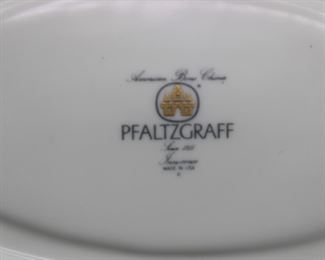 American Bone China
PFALTZGRAFF
Since 1811
MADE IN USA